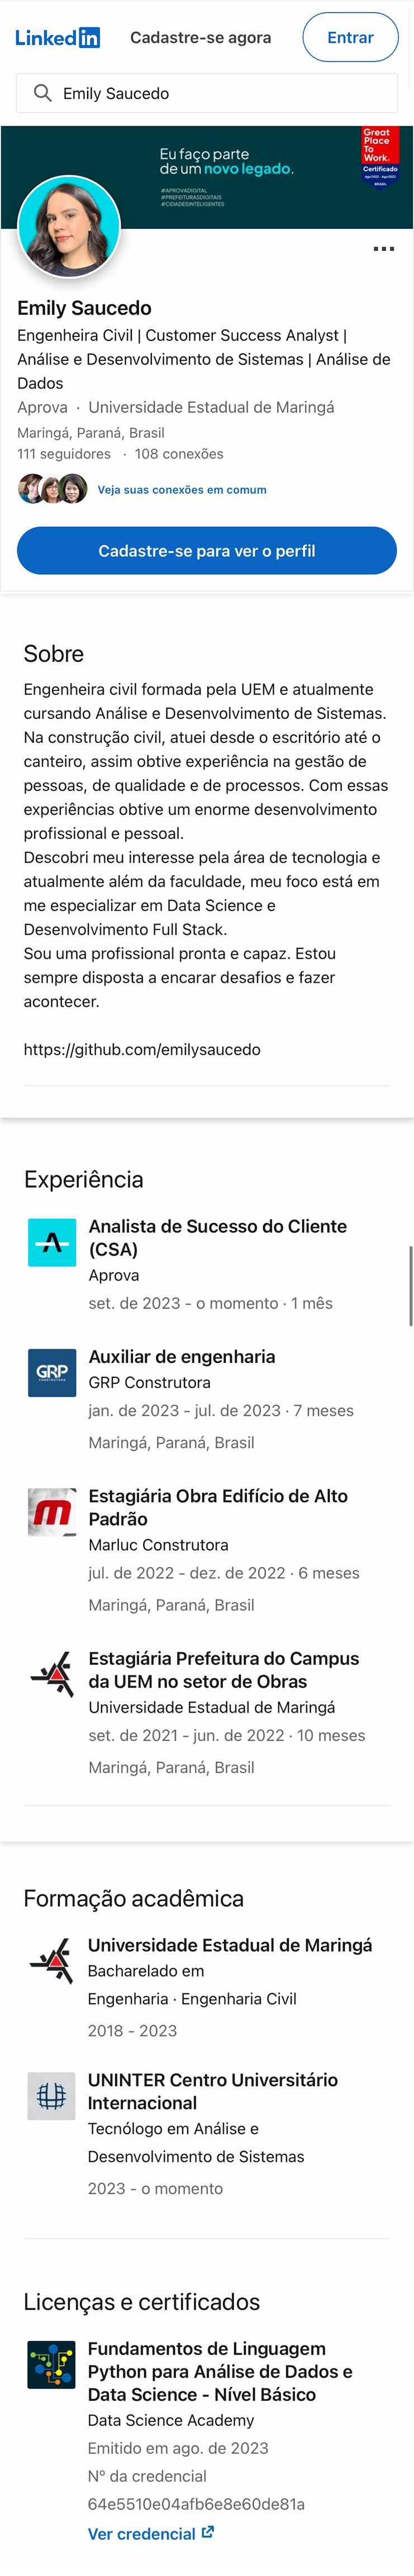 LinkedIn
Cadastre-se agora
Entrar
Emily Saucedo
Eu faço parte
de um novo legado.
#APROVADIGITAL
#PREFEITURASDIGITAIS
#CIDADESINTELIGENTES
Great
Place
To
Work.
Certificado
BRASIL
Emily Saucedo
Engenheira Civil | Customer Success Analyst |
Análise e Desenvolvimento de Sistemas | Análise de
Dados
Aprova · Universidade Estadual de Maringá
Maringá, Paraná, Brasil
111 seguidores · 108 conexões
Veja suas conexões em comum
Cadastre-se para ver o perfil
Sobre
Engenheira civil formada pela UEM e atualmente
cursando Análise e Desenvolvimento de Sistemas.
Na construção civil, atuei desde o escritório até o
canteiro, assim obtive experiência na gestão de
pessoas, de qualidade e de processos. Com essas
experiências obtive um enorme desenvolvimento
profissional e pessoal.
Descobri meu interesse pela área de tecnologia e
atualmente além da faculdade, meu foco está em
me especializar em Data Science e
Desenvolvimento Full Stack.
Sou uma profissional pronta e capaz. Estou
sempre disposta a encarar desafios e fazer
acontecer.
https://github.com/emilysaucedo
Experiência
Analista de Sucesso do Cliente
(CSA)
Aprova
set. de 2023 - o momento · 1 mês
GRP
Auxiliar de engenharia
GRP Construtora
jan. de 2023 - jul. de 2023 · 7 meses
Maringá, Paraná, Brasil
m
Estagiária Obra Edifício de Alto
Padrão
Marluc Construtora
jul. de 2022 - dez. de 2022 · 6 meses
Maringá, Paraná, Brasil
Estagiária Prefeitura do Campus
da UEM no setor de Obras
Universidade Estadual de Maringá
set. de 2021 - jun. de 2022 · 10 meses
Maringá, Paraná, Brasil
Formação acadêmica
Universidade Estadual de Maringá
Bacharelado em
Engenharia · Engenharia Civil
2018 - 2023
UNINTER Centro Universitário
Internacional
Tecnólogo em Análise e
Desenvolvimento de Sistemas
2023 - o momento
Licenças e certificados
Fundamentos de Linguagem
Python para Análise de Dados e
Data Science - Nível Básico
Data Science Academy
Emitido em ago. de 2023
Nº da credencial
64e5510e04afb6e8e60de81a
Ver credencial